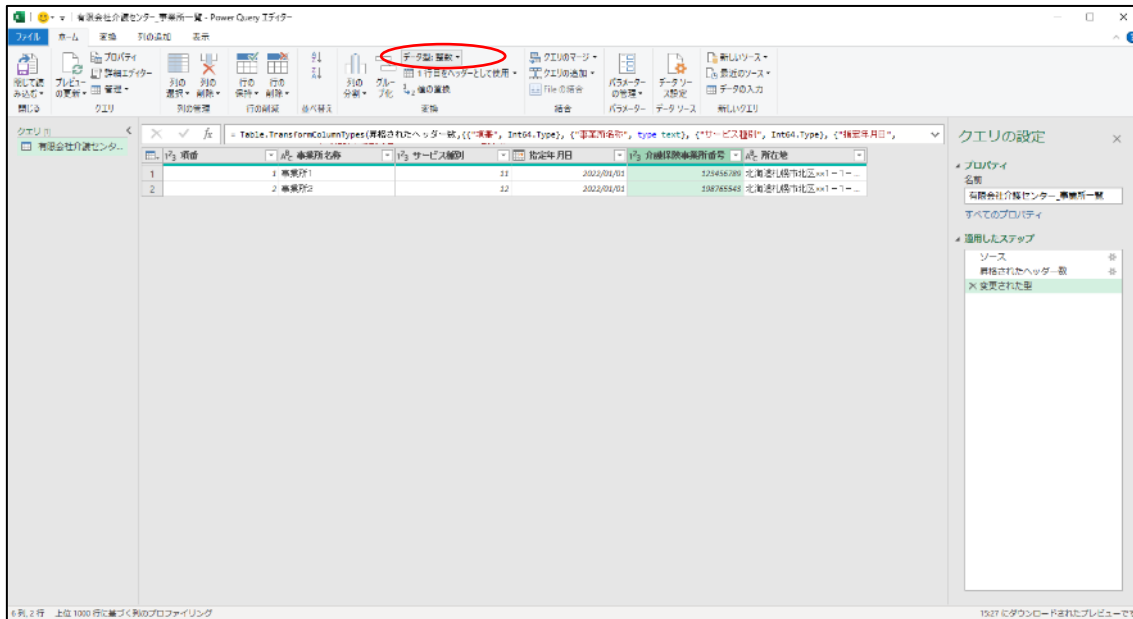 有限会社介護センター_事業所一覧 - Power Query エディター
ファイル ホーム 変換 列の追加 表示
閉じて読み込む
プレビューの更新
プロパティ
詳細エディター
管理
列の選択
列の削除
行の保持
行の削除
列の分割
グループ化
データ型: 整数
1 行目をヘッダーとして使用
値の置換
クエリのマージ
クエリの追加
File の結合
パラメーターの管理
データ ソース設定
新しいソース
最近のソース
データの入力
閉じる クエリ 列の管理 行の削減 並べ替え 変換 結合 パラメーター データ ソース 新しいクエリ
クエリ [1]
有限会社介護センタ...
fx = Table.TransformColumnTypes(昇格されたヘッダー数,{{"項番", Int64.Type}, {"事業所名称", type text}, {"サービス種別", Int64.Type}, {"指定年月日",
項番 事業所名称 サービス種別 指定年月日 介護保険事業所番号 所在地
1 1 事業所1 11 2022/01/01 123456789 北海道札幌市北区××1-1-...
2 2 事業所2 12 2022/01/01 198765543 北海道札幌市北区××1-1-...
クエリの設定
プロパティ
名前
有限会社介護センター_事業所一覧
すべてのプロパティ
適用したステップ
ソース
昇格されたヘッダー数
変更された型
6 列、2 行 上位 1000 行に基づく列のプロファイリング
15:27 にダウンロードされたプレビューです